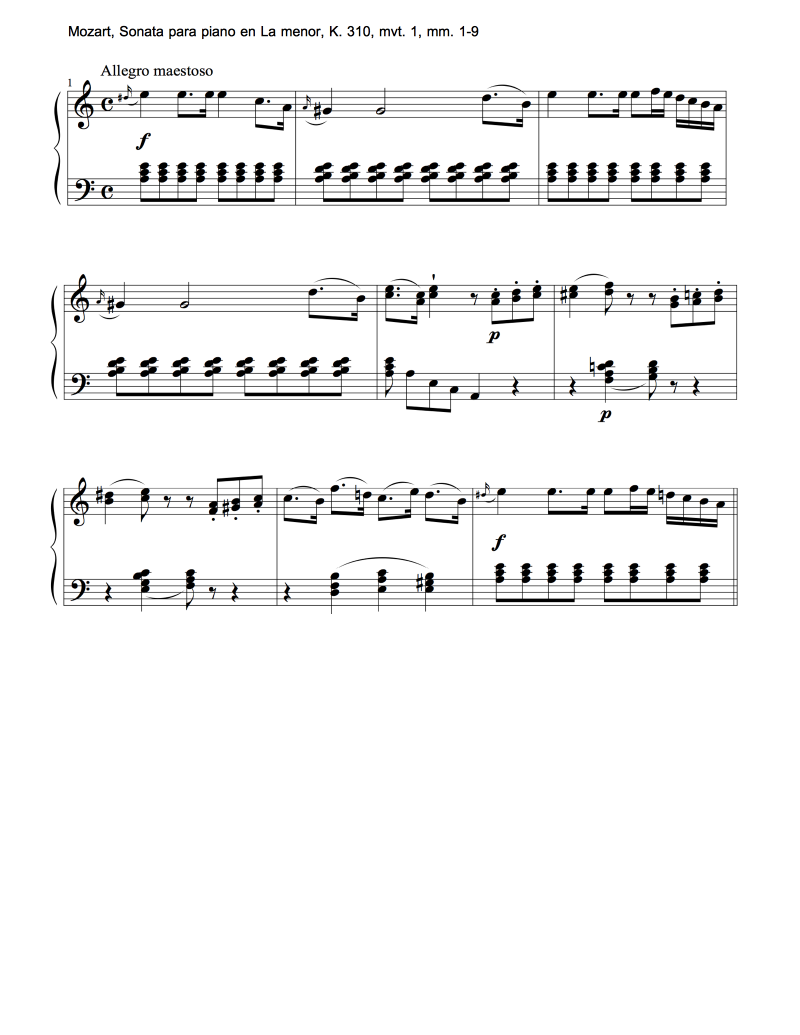 Mozart, Sonata para piano en La menor, K. 310, mvt. 1, mm. 1-9
Allegro maestoso
1
f
p
p
f